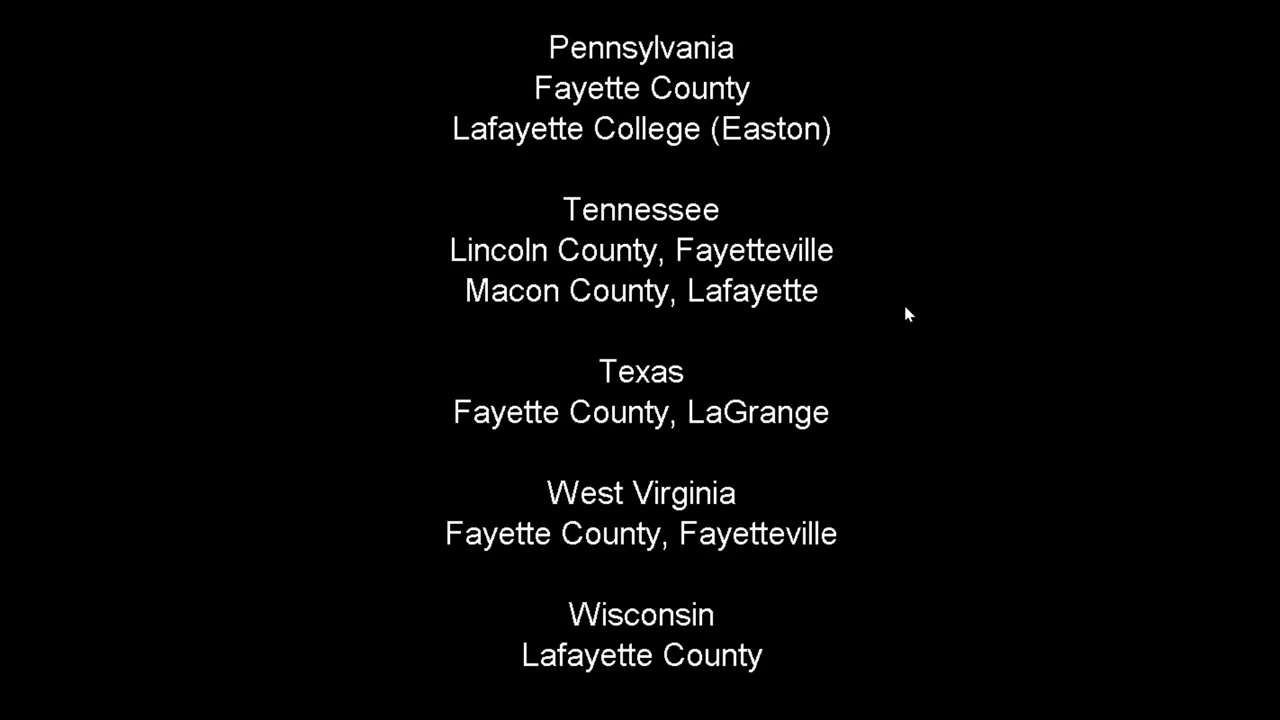 Pennsylvania
Fayette County
Lafayette College (Easton)
Tennessee
Lincoln County, Fayetteville
Macon County, Lafayette
Texas
Fayette County, LaGrange
West Virginia
Fayette County, Fayetteville
Wisconsin
Lafayette County